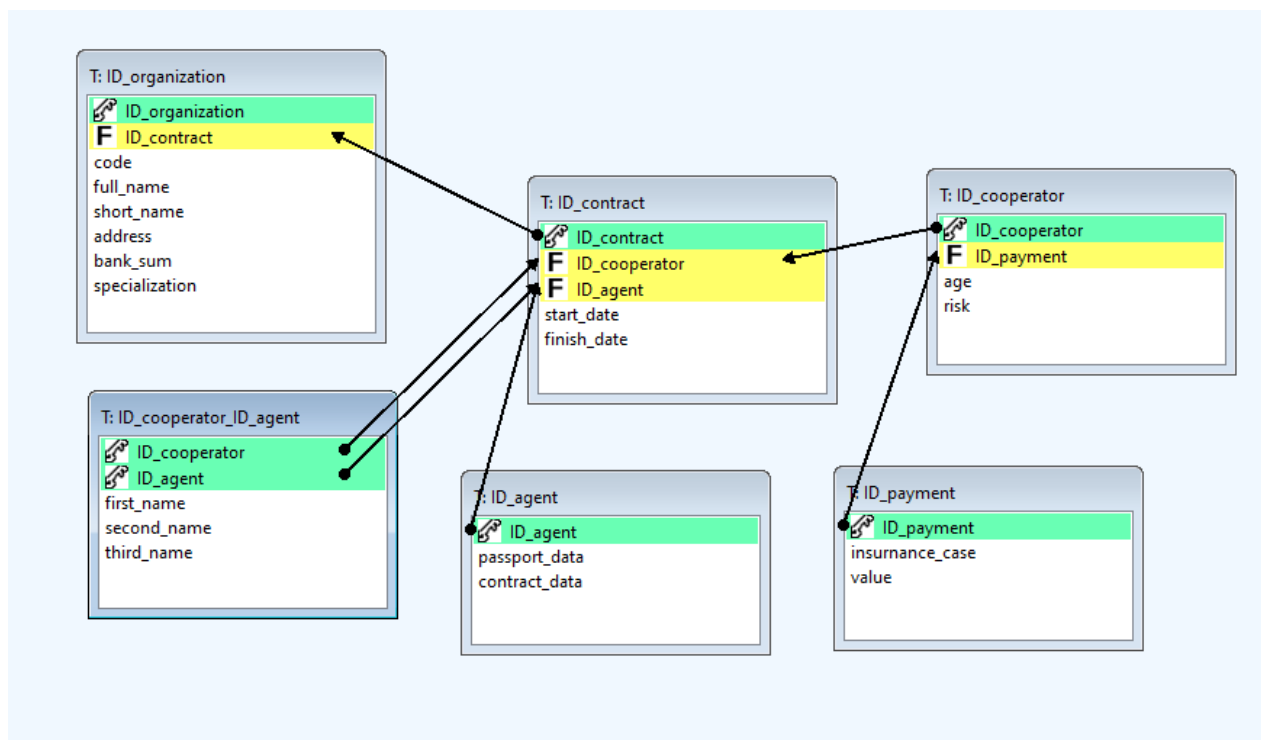 T: ID_organization
ID_organization
F ID_contract
code
full_name
short_name
address
bank_sum
specialization
T: ID_contract
ID_contract
F ID_cooperator
F ID_agent
start_date
finish_date
T: ID_cooperator
ID_cooperator
F ID_payment
age
risk
T: ID_cooperator_ID_agent
ID_cooperator
ID_agent
first_name
second_name
third_name
T: ID_agent
ID_agent
passport_data
contract_data
T: ID_payment
ID_payment
insurnance_case
value